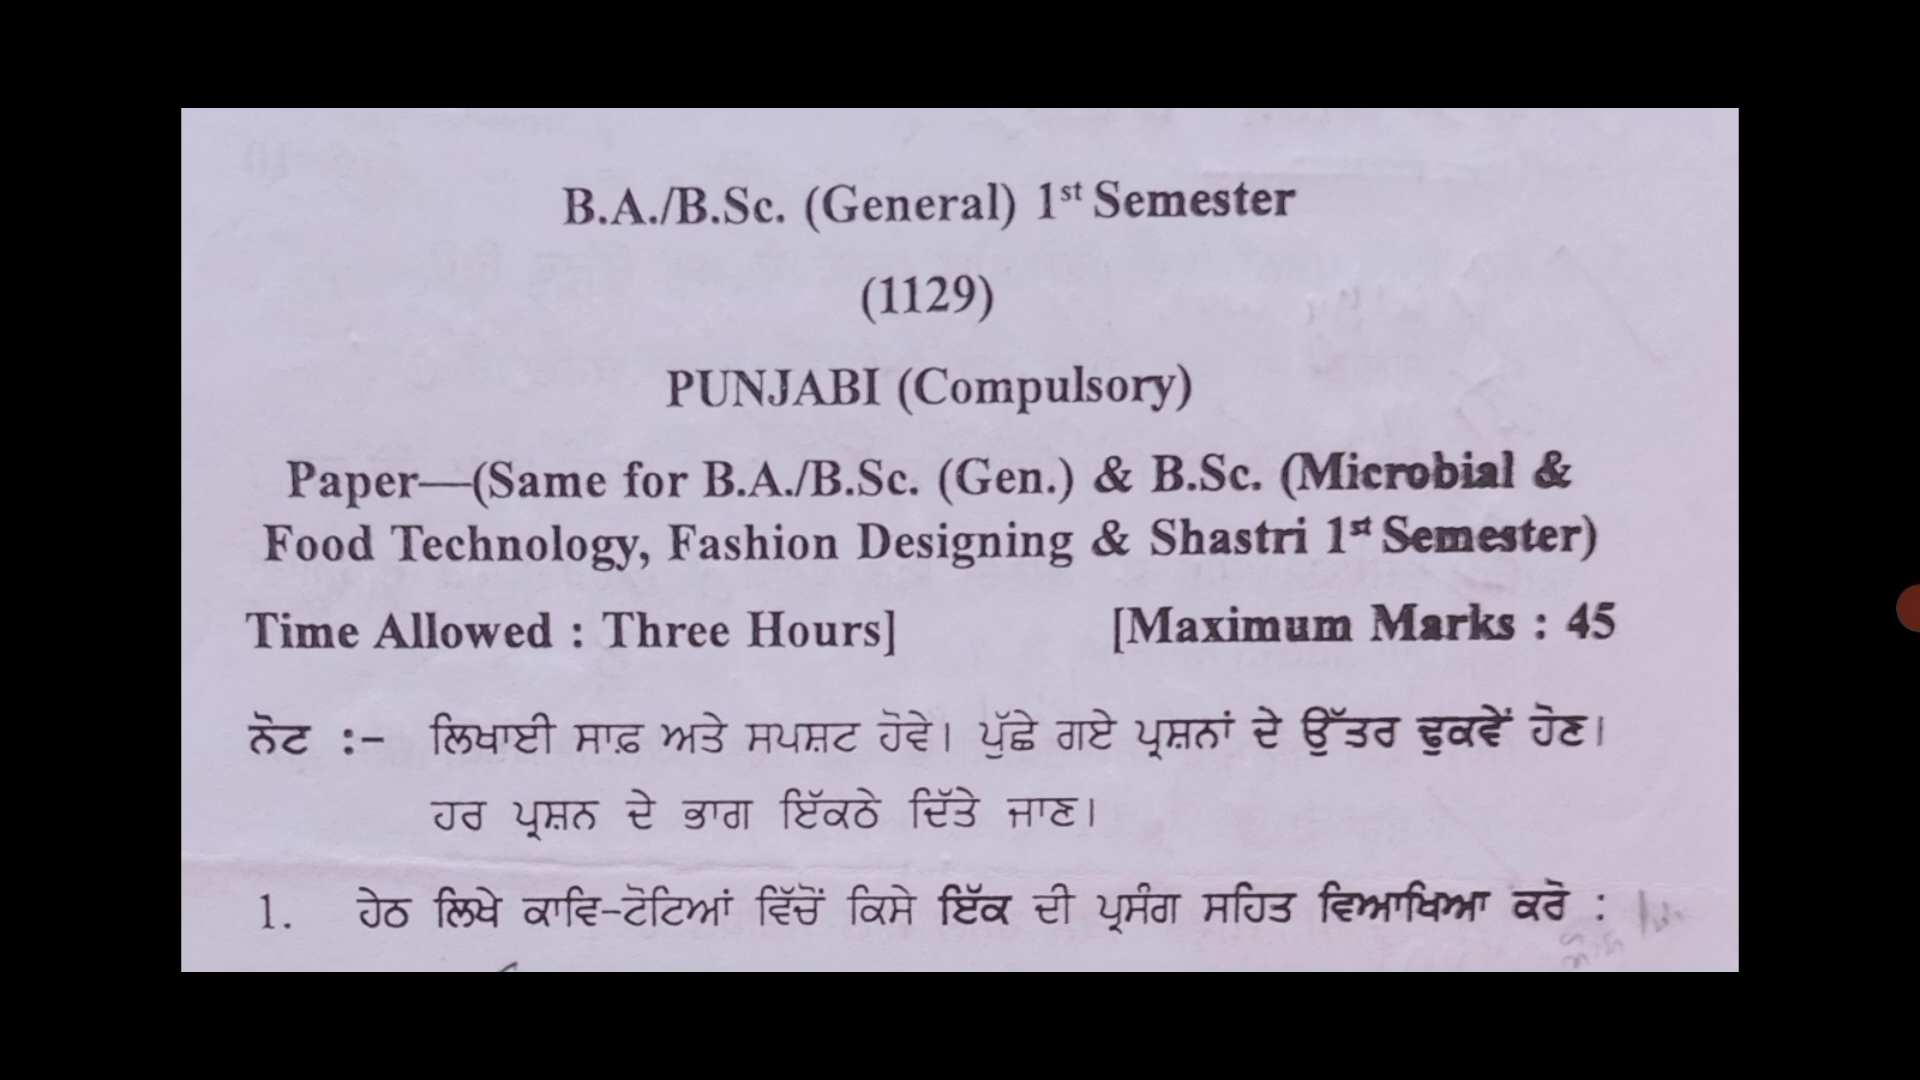 B.A./B.Sc. (General) 1st Semester
(1129)
PUNJABI (Compulsory)
Paper—(Same for B.A./B.Sc. (Gen.) & B.Sc. (Microbial &
Food Technology, Fashion Designing & Shastri 1st Semester)
Time Allowed : Three Hours] [Maximum Marks : 45
ਨੋਟ :- ਲਿਖਾਈ ਸਾਫ਼ ਅਤੇ ਸਪਸ਼ਟ ਹੋਵੇ। ਪੁੱਛੇ ਗਏ ਪ੍ਰਸ਼ਨਾਂ ਦੇ ਉੱਤਰ ਢੁਕਵੇਂ ਹੋਣ।
ਹਰ ਪ੍ਰਸ਼ਨ ਦੇ ਭਾਗ ਇੱਕਠੇ ਦਿੱਤੇ ਜਾਣ।
1. ਹੇਠ ਲਿਖੇ ਕਾਵਿ-ਟੋਟਿਆਂ ਵਿੱਚੋਂ ਕਿਸੇ ਇੱਕ ਦੀ ਪ੍ਰਸੰਗ ਸਹਿਤ ਵਿਆਖਿਆ ਕਰੋ :